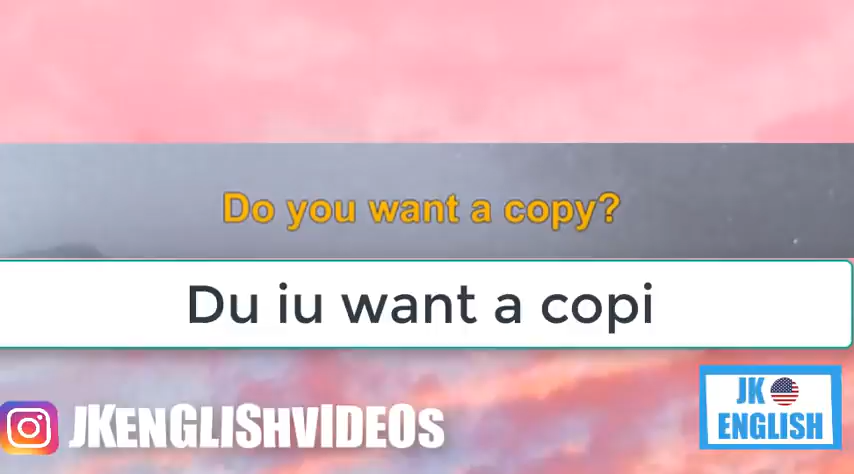 Do you want a copy?
Du iu want a copi
JKENGLISHVIDEOS
JK
ENGLISH